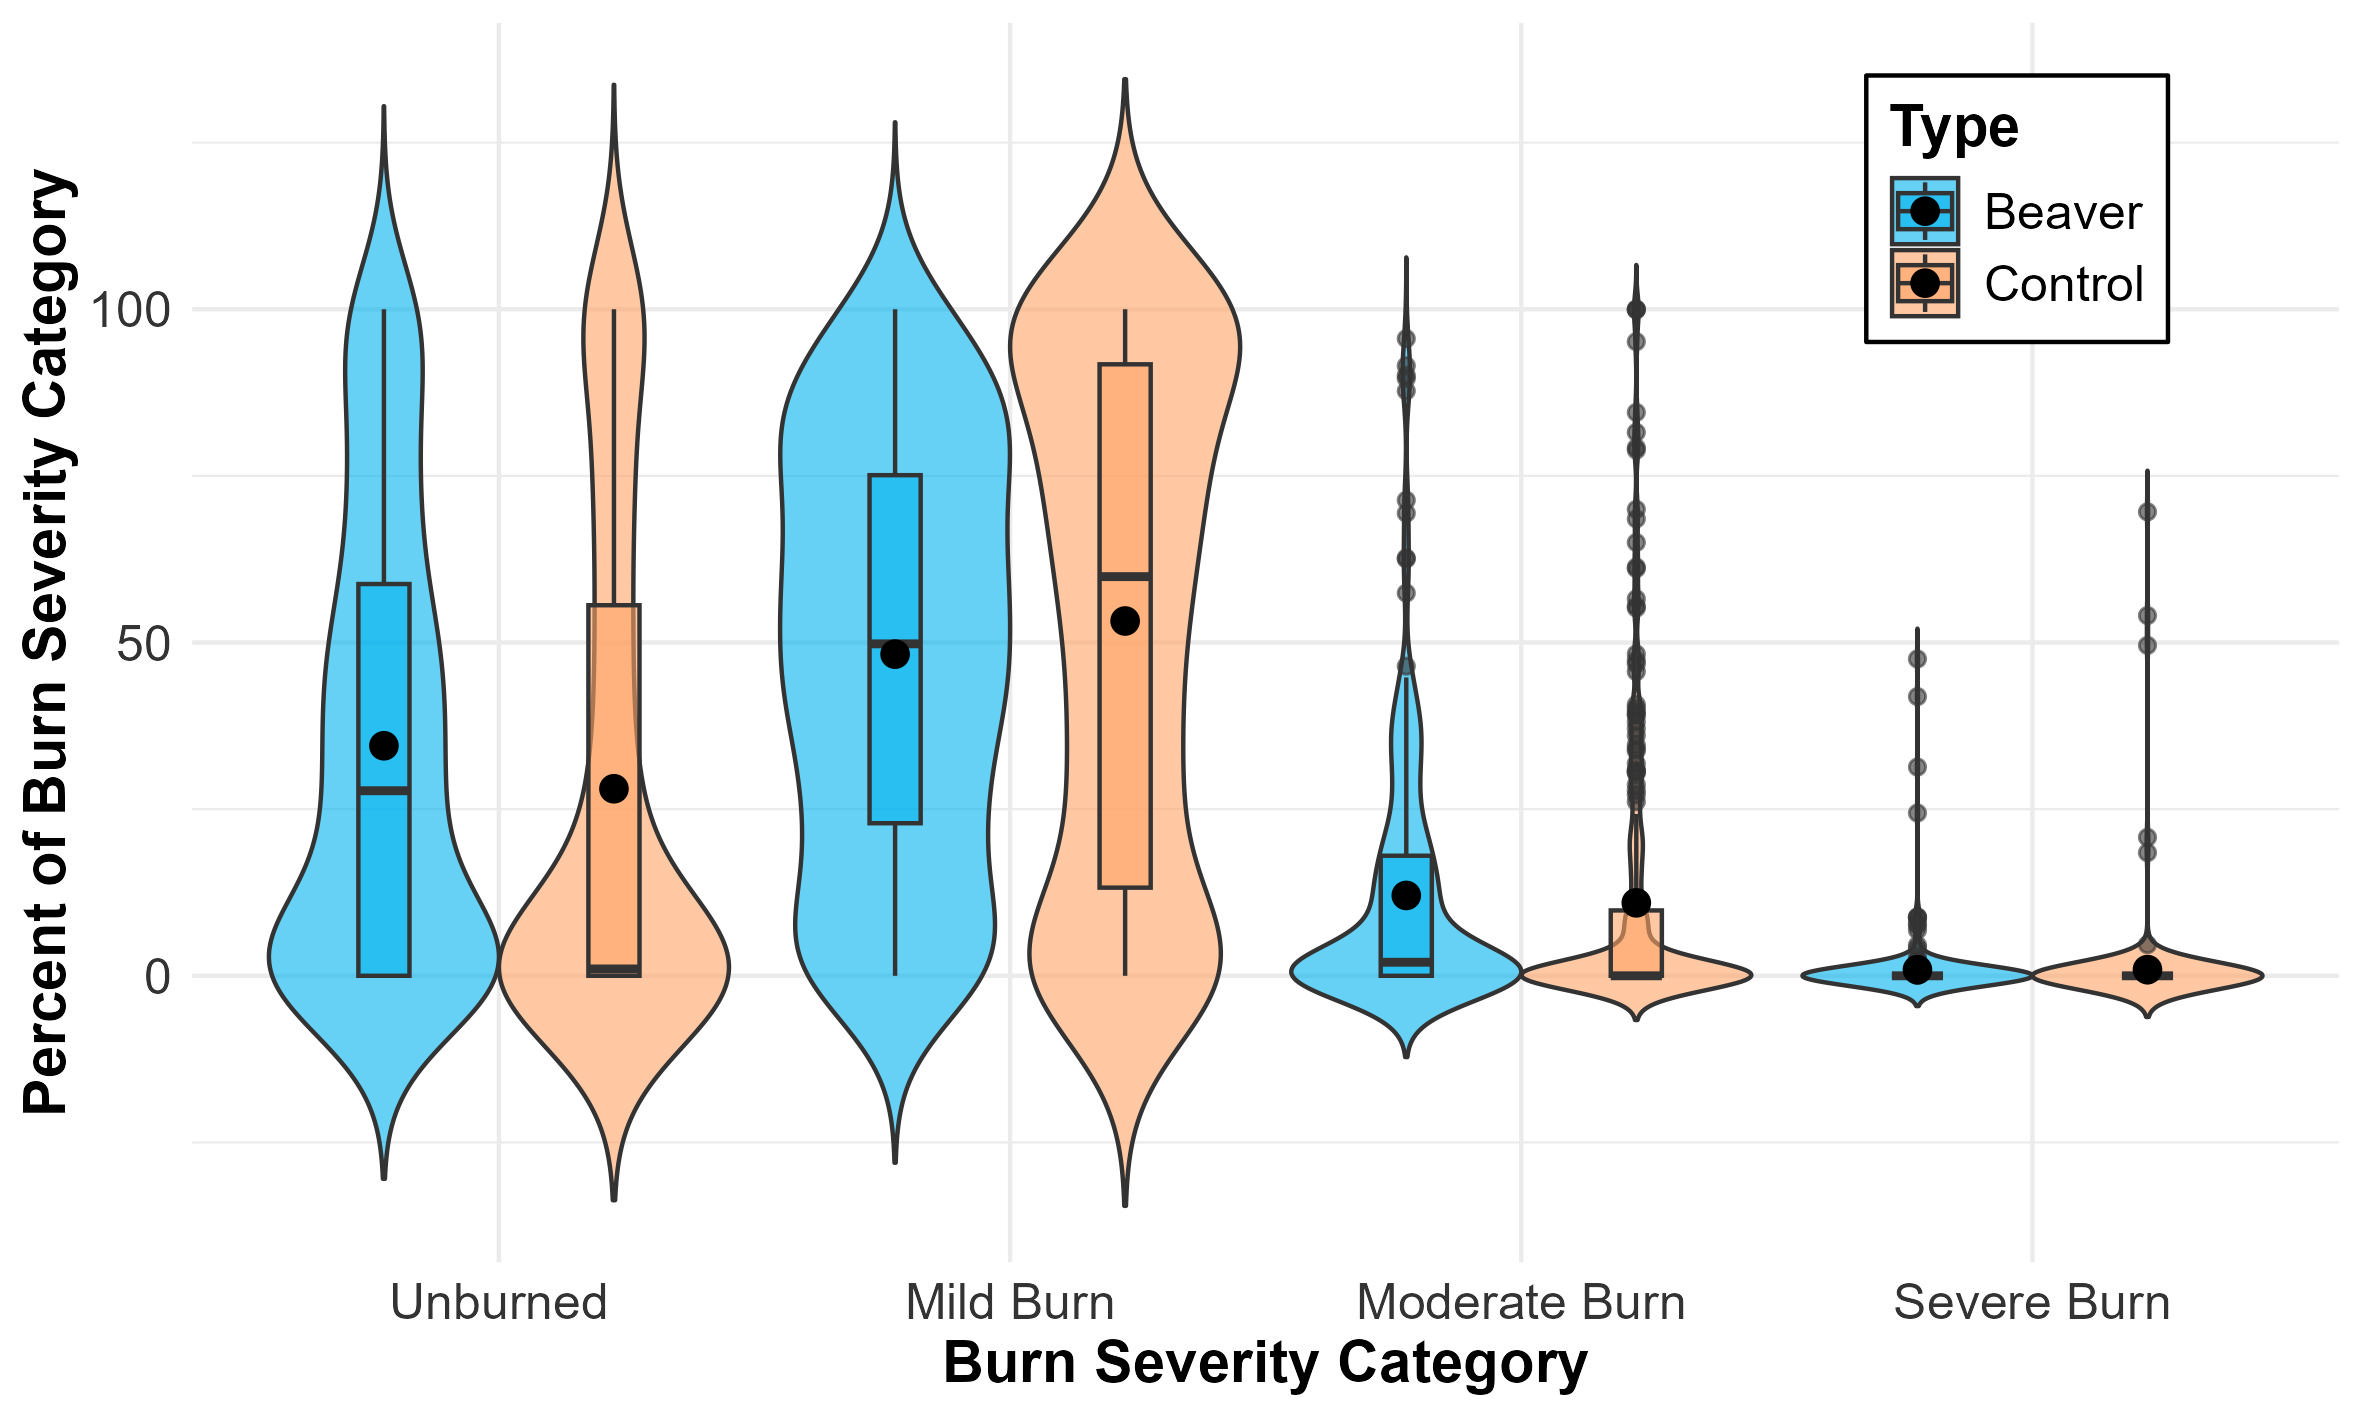 Percent of Burn Severity Category
100
50
0
Type
Beaver
Control
Unburned
Mild Burn
Moderate Burn
Severe Burn
Burn Severity Category